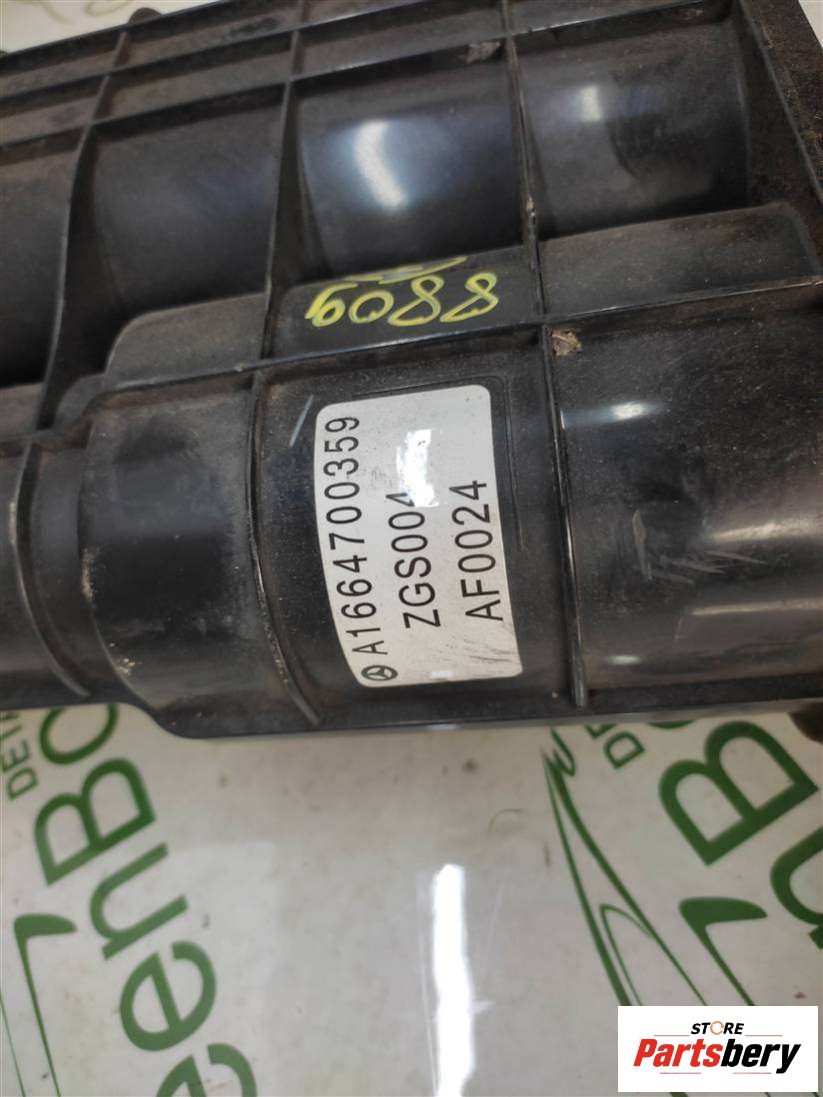 8809
A1664700359
ZGS004
AF0024
STORE
Partsbery